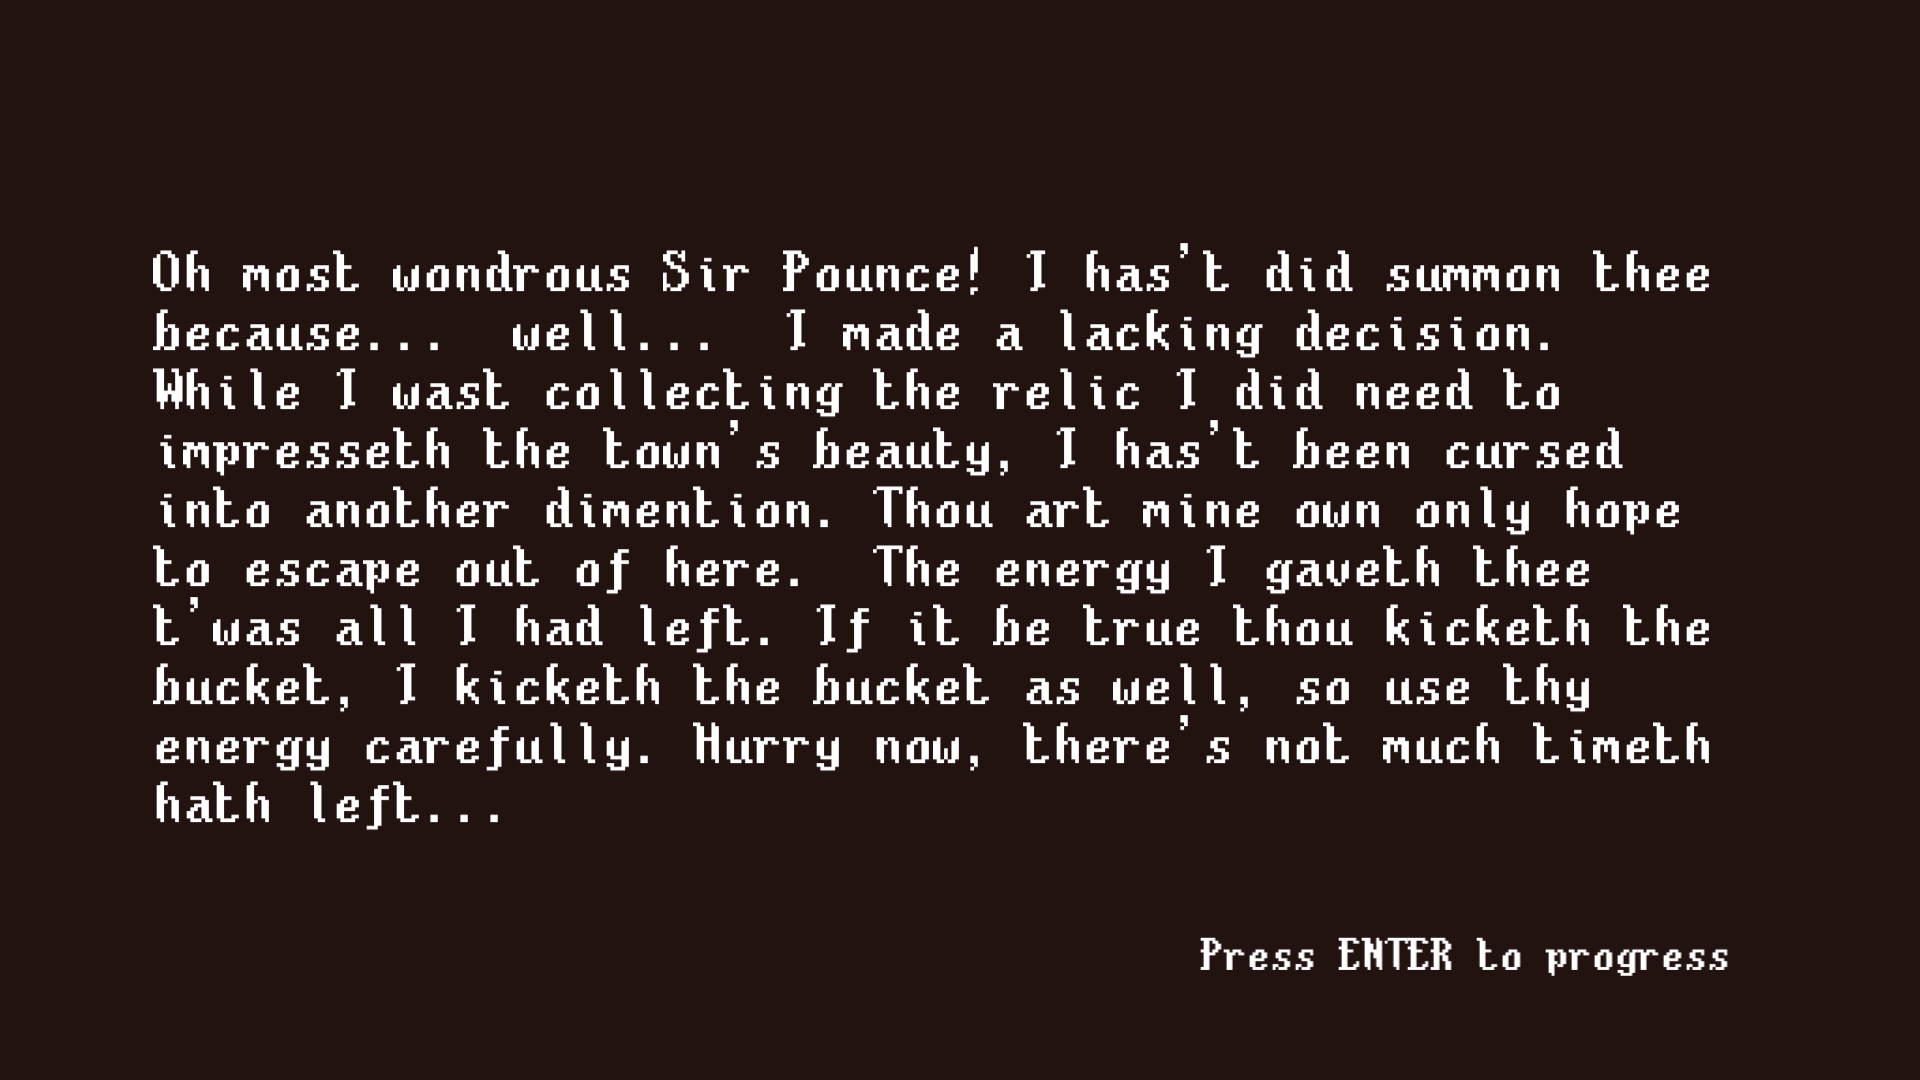 Oh most wondrous Sir Pounce! I has't did summon thee
because...  well...  I made a lacking decision.
While I wast collecting the relic I did need to
impresseth the town's beauty, I has't been cursed
into another dimention. Thou art mine own only hope
to escape out of here.  The energy I gaveth thee
t'was all I had left. If it be true thou kicketh the
bucket, I kicketh the bucket as well, so use thy
energy carefully. Hurry now, there's not much timeth
hath left...
Press ENTER to progress